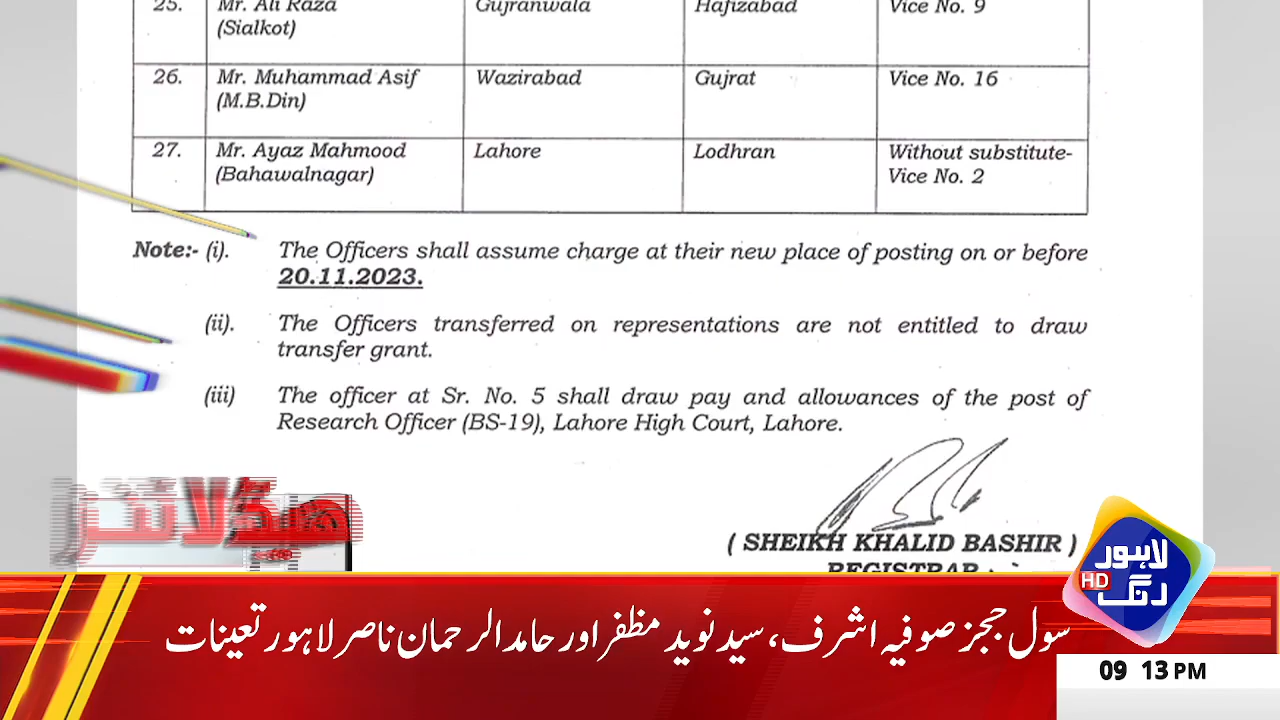 25. Mr. Ali Raza Gujranwala Hafizabad Vice No. 9
(Sialkot)
26. Mr. Muhammad Asif Wazirabad Gujrat Vice No. 16
(M.B.Din)
27. Mr. Ayaz Mahmood Lahore Lodhran Without substitute-
(Bahawalnagar) Vice No. 2
Note:- (i). The Officers shall assume charge at their new place of posting on or before
20.11.2023.
(ii). The Officers transferred on representations are not entitled to draw
transfer grant.
(iii) The officer at Sr. No. 5 shall draw pay and allowances of the post of
Research Officer (BS-19), Lahore High Court, Lahore.
( SHEIKH KHALID BASHIR )
REGISTRAR
ہیڈلائنز
لاہور
رنگ
HD
سول ججز صوفیہ اشرف، سید نوید مظفر اور حامد الرحمان ناصر لاہور تعینات
09 13 PM